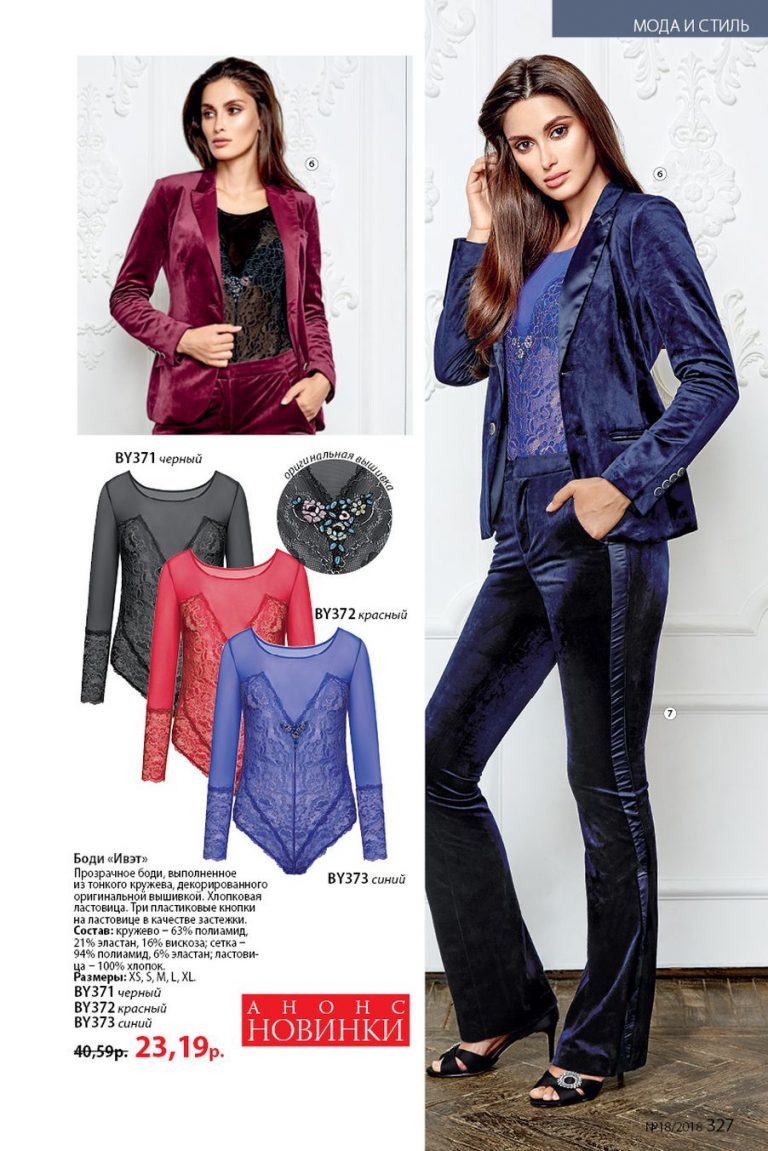 МОДА И СТИЛЬ
6
6
BY371 черный
оригинальная вышивка
BY372 красный
7
BY373 синий
Боди «Ивэт»
Прозрачное боди, выполненное
из тонкого кружева, декорированного
оригинальной вышивкой. Хлопковая
ластовица. Три пластиковые кнопки
на ластовице в качестве застежки.
Состав: кружево – 63% полиамид,
21% эластан, 16% вискоза; сетка –
94% полиамид, 6% эластан; ластови-
ца – 100% хлопок.
Размеры: XS, S, M, L, XL.
BY371 черный
BY372 красный
BY373 синий
40,59р. 23,19р.
АНОНС
НОВИНКИ
№18/2018 327